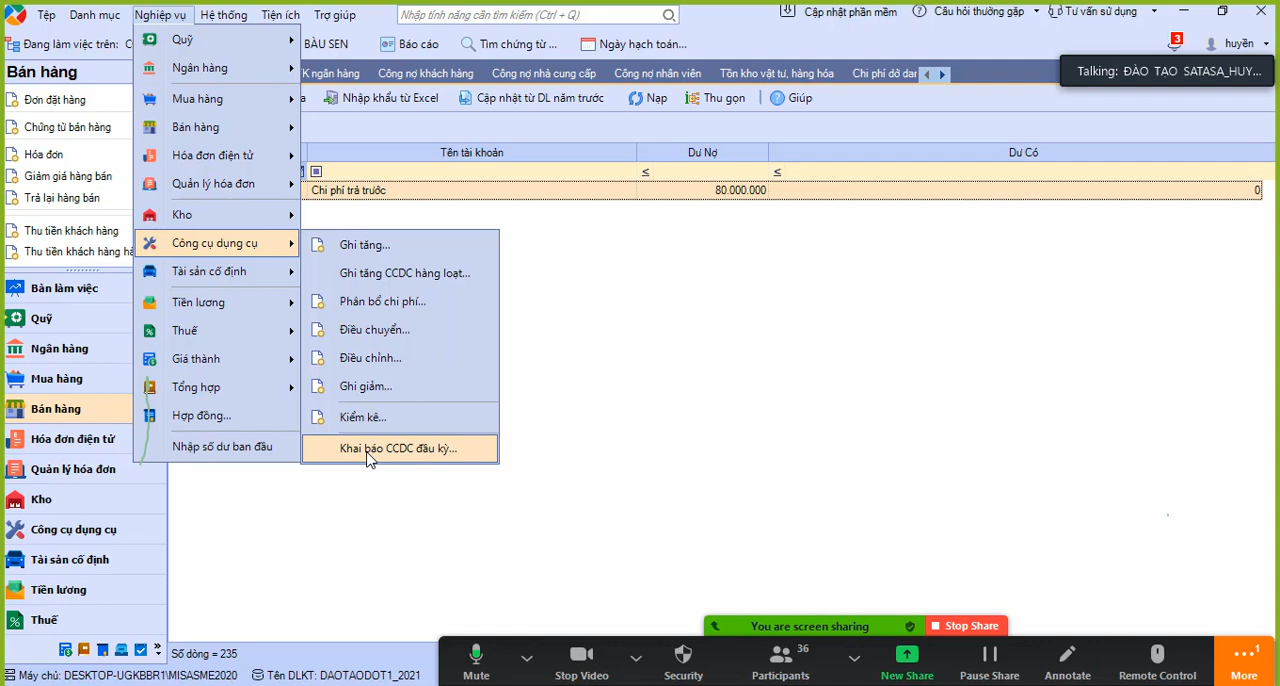 Tệp Danh mục Nghiệp vụ Hệ thống Tiện ích Trợ giúp Nhập tính năng cần tìm kiếm (Ctrl + Q) Cập nhật phần mềm Câu hỏi thường gặp Tư vấn sử dụng
Đang làm việc trên: BÀU SEN Báo cáo Tìm chứng từ ... Ngày hạch toán... 3 huyền
Talking: ĐÀO TAO SATASA_HUY...
Bán hàng
ngân hàng Công nợ khách hàng Công nợ nhà cung cấp Công nợ nhân viên Tồn kho vật tư, hàng hóa Chi phí dở dan
Nhập khẩu từ Excel Cập nhật từ DL năm trước Nạp Thu gọn Giúp
Tên tài khoản Dư Nợ Dư Có
≤ ≤
Chi phí trả trước 80.000.000 0
Đơn đặt hàng
Chứng từ bán hàng
Hóa đơn
Giảm giá hàng bán
Trả lại hàng bán
Thu tiền khách hàng
Thu tiền khách hàng hà
Bàn làm việc
Quỹ
Ngân hàng
Mua hàng
Bán hàng
Hóa đơn điện tử
Quản lý hóa đơn
Kho
Công cụ dụng cụ
Tài sản cố định
Tiền lương
Thuế
Quỹ
Ngân hàng
Mua hàng
Bán hàng
Hóa đơn điện tử
Quản lý hóa đơn
Kho
Công cụ dụng cụ
Tài sản cố định
Tiền lương
Thuế
Giá thành
Tổng hợp
Hợp đồng...
Nhập số dư ban đầu
Ghi tăng...
Ghi tăng CCDC hàng loạt...
Phân bổ chi phí...
Điều chuyển...
Điều chỉnh...
Ghi giảm...
Kiểm kê...
Khai báo CCDC đầu kỳ...
Số dòng = 235
Máy chủ: DESKTOP-UGKBBR1\MISASME2020 Tên DLKT: DAOTAODOT1_2021
You are screen sharing Stop Share
Mute Stop Video Security Participants 36 New Share Pause Share Annotate Remote Control More 1